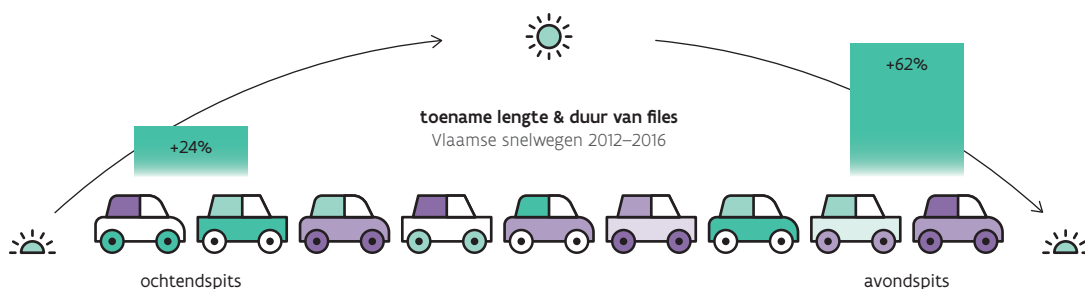 +62%
toename lengte & duur van files
Vlaamse snelwegen 2012–2016
+24%
ochtendspits
avondspits